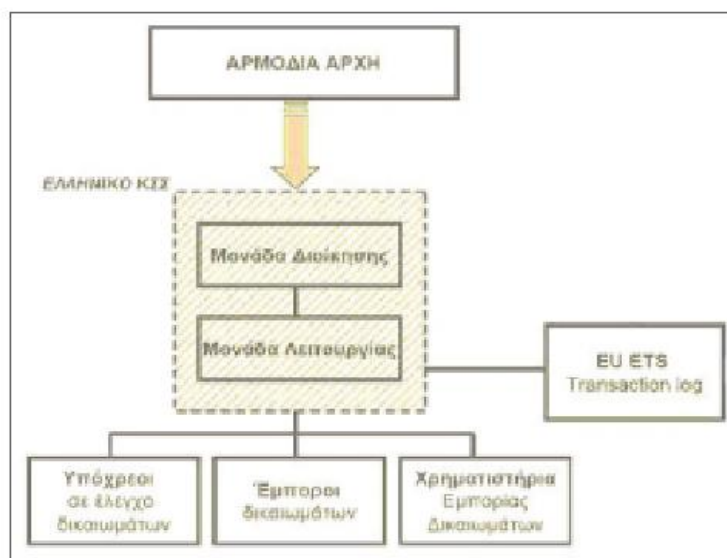 ΑΡΜΟΔΙΑ ΑΡΧΗ
ΕΛΛΗΝΙΚΟ ΚΣΣ
Μονάδα Διοίκησης
Μονάδα Λειτουργίας
EU ETS
Transaction log
Υπόχρεοι
σε έλεγχο
δικαιωμάτων
Έμποροι
δικαιωμάτων
Χρηματιστήρια
Εμπορίας
Δικαιωμάτων